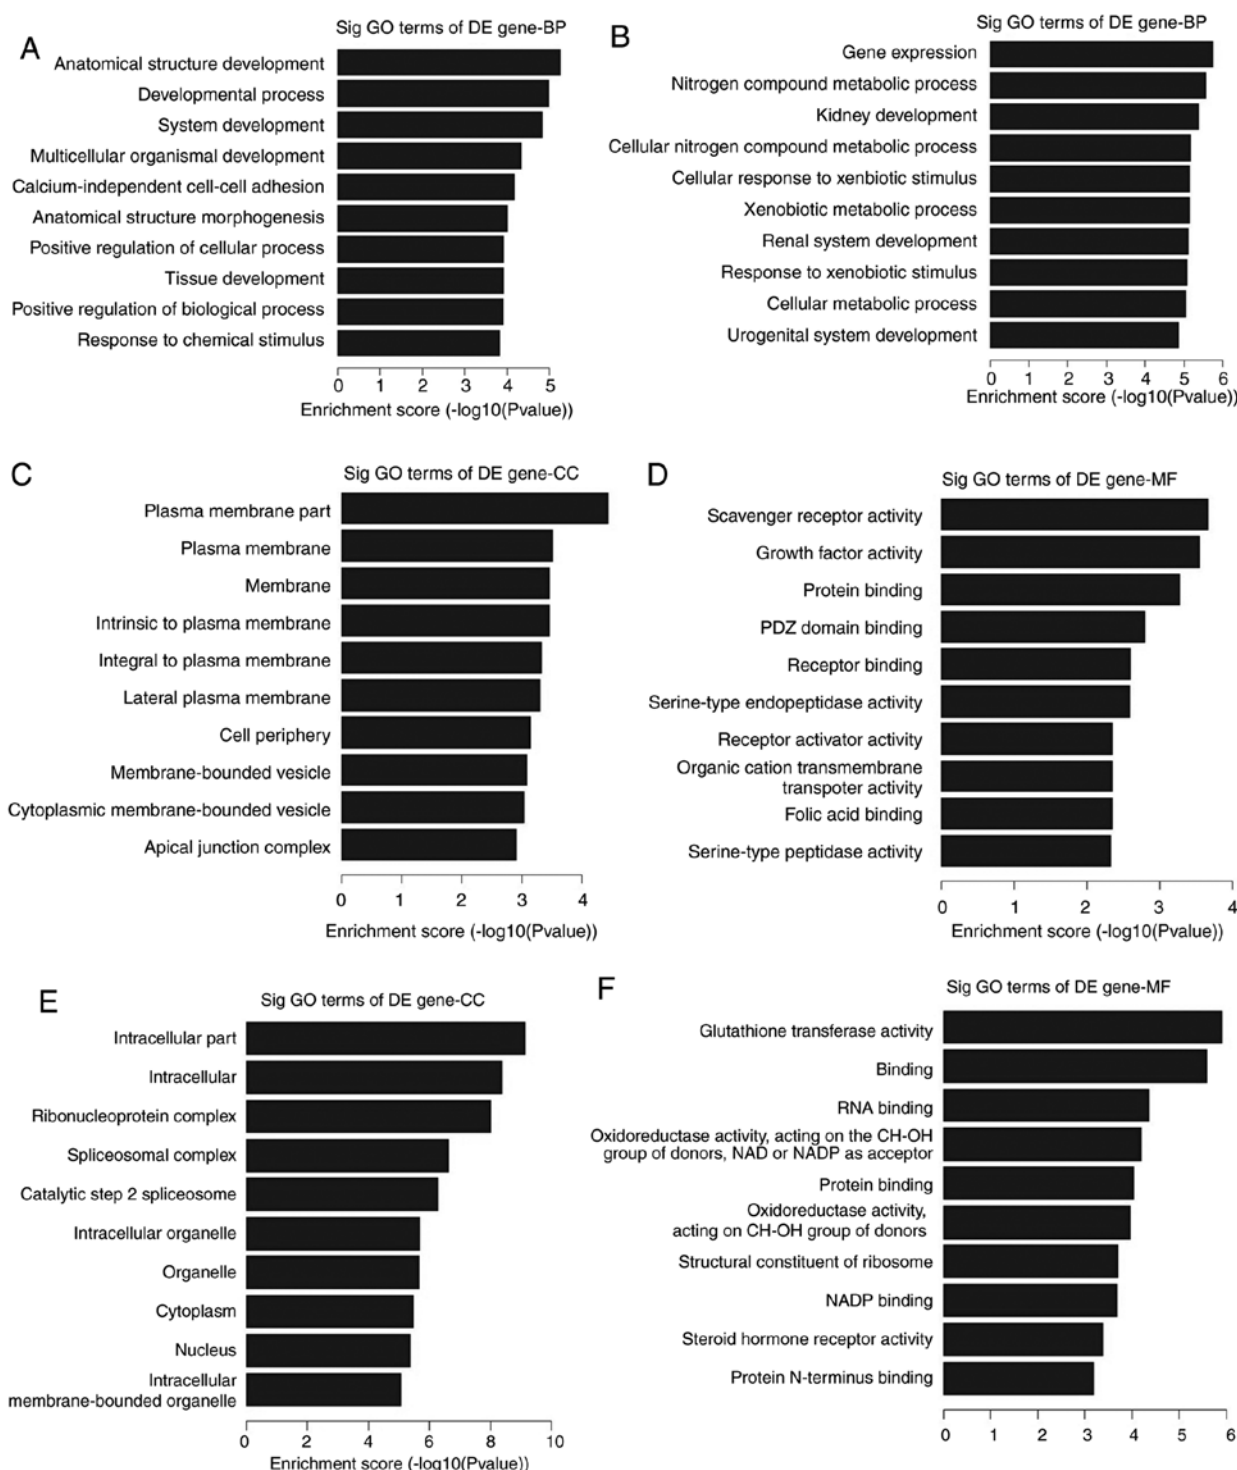 A
Sig GO terms of DE gene-BP
Anatomical structure development
Developmental process
System development
Multicellular organismal development
Calcium-independent cell-cell adhesion
Anatomical structure morphogenesis
Positive regulation of cellular process
Tissue development
Positive regulation of biological process
Response to chemical stimulus
0 1 2 3 4 5
Enrichment score (-log10(Pvalue))
B
Sig GO terms of DE gene-BP
Gene expression
Nitrogen compound metabolic process
Kidney development
Cellular nitrogen compound metabolic process
Cellular response to xenbiotic stimulus
Xenobiotic metabolic process
Renal system development
Response to xenobiotic stimulus
Cellular metabolic process
Urogenital system development
0 1 2 3 4 5 6
Enrichment score (-log10(Pvalue))
C
Sig GO terms of DE gene-CC
Plasma membrane part
Plasma membrane
Membrane
Intrinsic to plasma membrane
Integral to plasma membrane
Lateral plasma membrane
Cell periphery
Membrane-bounded vesicle
Cytoplasmic membrane-bounded vesicle
Apical junction complex
0 1 2 3 4
Enrichment score (-log10(Pvalue))
D
Sig GO terms of DE gene-MF
Scavenger receptor activity
Growth factor activity
Protein binding
PDZ domain binding
Receptor binding
Serine-type endopeptidase activity
Receptor activator activity
Organic cation transmembrane
transpoter activity
Folic acid binding
Serine-type peptidase activity
0 1 2 3 4
Enrichment score (-log10(Pvalue))
E
Sig GO terms of DE gene-CC
Intracellular part
Intracellular
Ribonucleoprotein complex
Spliceosomal complex
Catalytic step 2 spliceosome
Intracellular organelle
Organelle
Cytoplasm
Nucleus
Intracellular
membrane-bounded organelle
0 2 4 6 8 10
Enrichment score (-log10(Pvalue))
F
Sig GO terms of DE gene-MF
Glutathione transferase activity
Binding
RNA binding
Oxidoreductase activity, acting on the CH-OH
group of donors, NAD or NADP as acceptor
Protein binding
Oxidoreductase activity,
acting on CH-OH group of donors
Structural constituent of ribosome
NADP binding
Steroid hormone receptor activity
Protein N-terminus binding
0 1 2 3 4 5 6